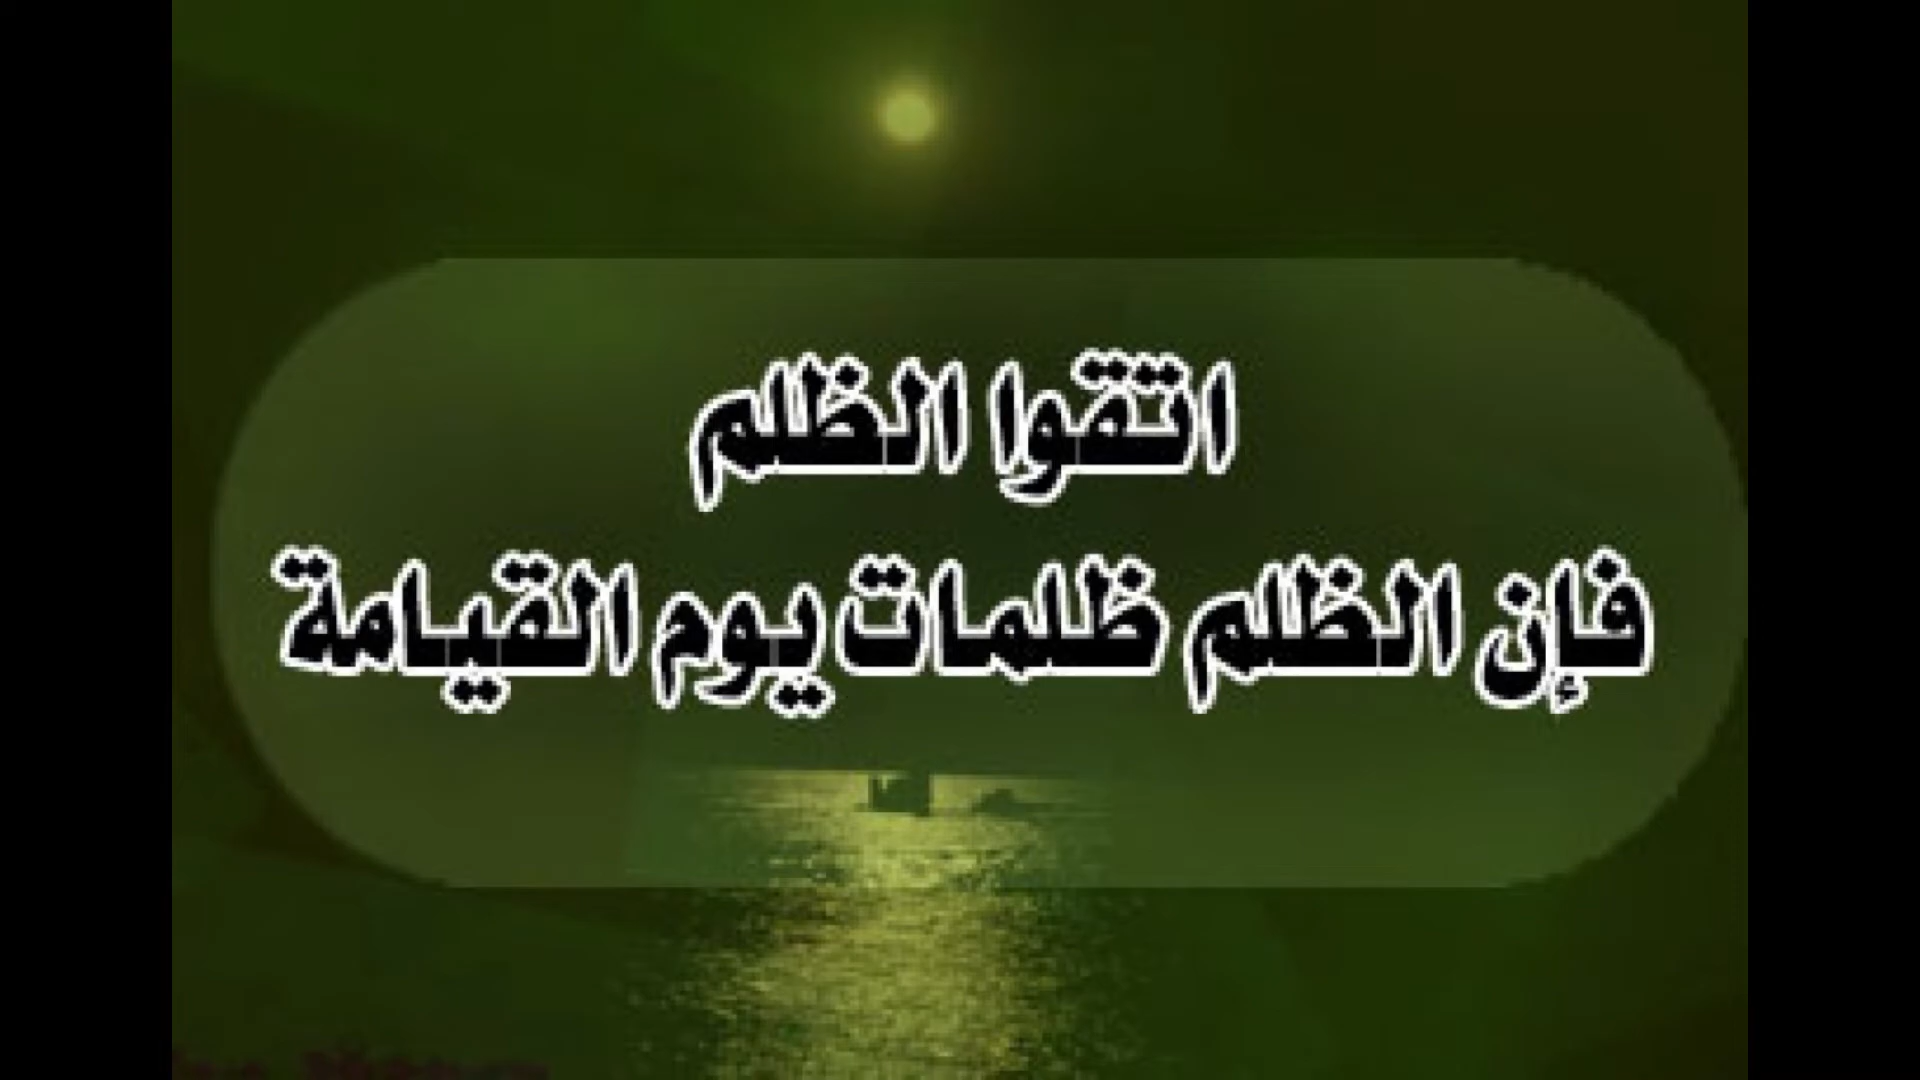 اتقوا الظلم
فإن الظلم ظلمات يوم القيامة